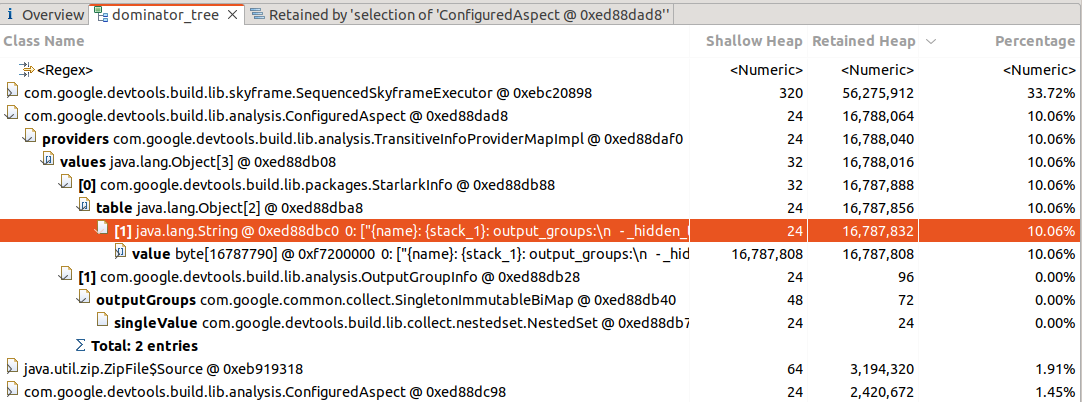 i Overview dominator_tree Retained by 'selection of 'ConfiguredAspect @ 0xed88dad8''
Class Name Shallow Heap Retained Heap Percentage
<Regex> <Numeric> <Numeric> <Numeric>
com.google.devtools.build.lib.skyframe.SequencedSkyframeExecutor @ 0xebc20898 320 56,275,912 33.72%
com.google.devtools.build.lib.analysis.ConfiguredAspect @ 0xed88dad8 24 16,788,064 10.06%
providers com.google.devtools.build.lib.analysis.TransitiveInfoProviderMapImpl @ 0xed88daf0 24 16,788,040 10.06%
values java.lang.Object[3] @ 0xed88db08 32 16,788,016 10.06%
[0] com.google.devtools.build.lib.packages.StarlarkInfo @ 0xed88db88 32 16,787,888 10.06%
table java.lang.Object[2] @ 0xed88dba8 24 16,787,856 10.06%
[1] java.lang.String @ 0xed88dbc0 0: ["{name}: {stack_1}: output_groups:\n - _hidden_ 24 16,787,832 10.06%
value byte[16787790] @ 0xf7200000 0: ["{name}: {stack_1}: output_groups:\n - _hid 16,787,808 16,787,808 10.06%
[1] com.google.devtools.build.lib.analysis.OutputGroupInfo @ 0xed88db28 24 96 0.00%
outputGroups com.google.common.collect.SingletonImmutableBiMap @ 0xed88db40 48 72 0.00%
singleValue com.google.devtools.build.lib.collect.nestedset.NestedSet @ 0xed88db7 24 24 0.00%
Σ Total: 2 entries
java.util.zip.ZipFile$Source @ 0xeb919318 64 3,194,320 1.91%
com.google.devtools.build.lib.analysis.ConfiguredAspect @ 0xed88dc98 24 2,420,672 1.45%